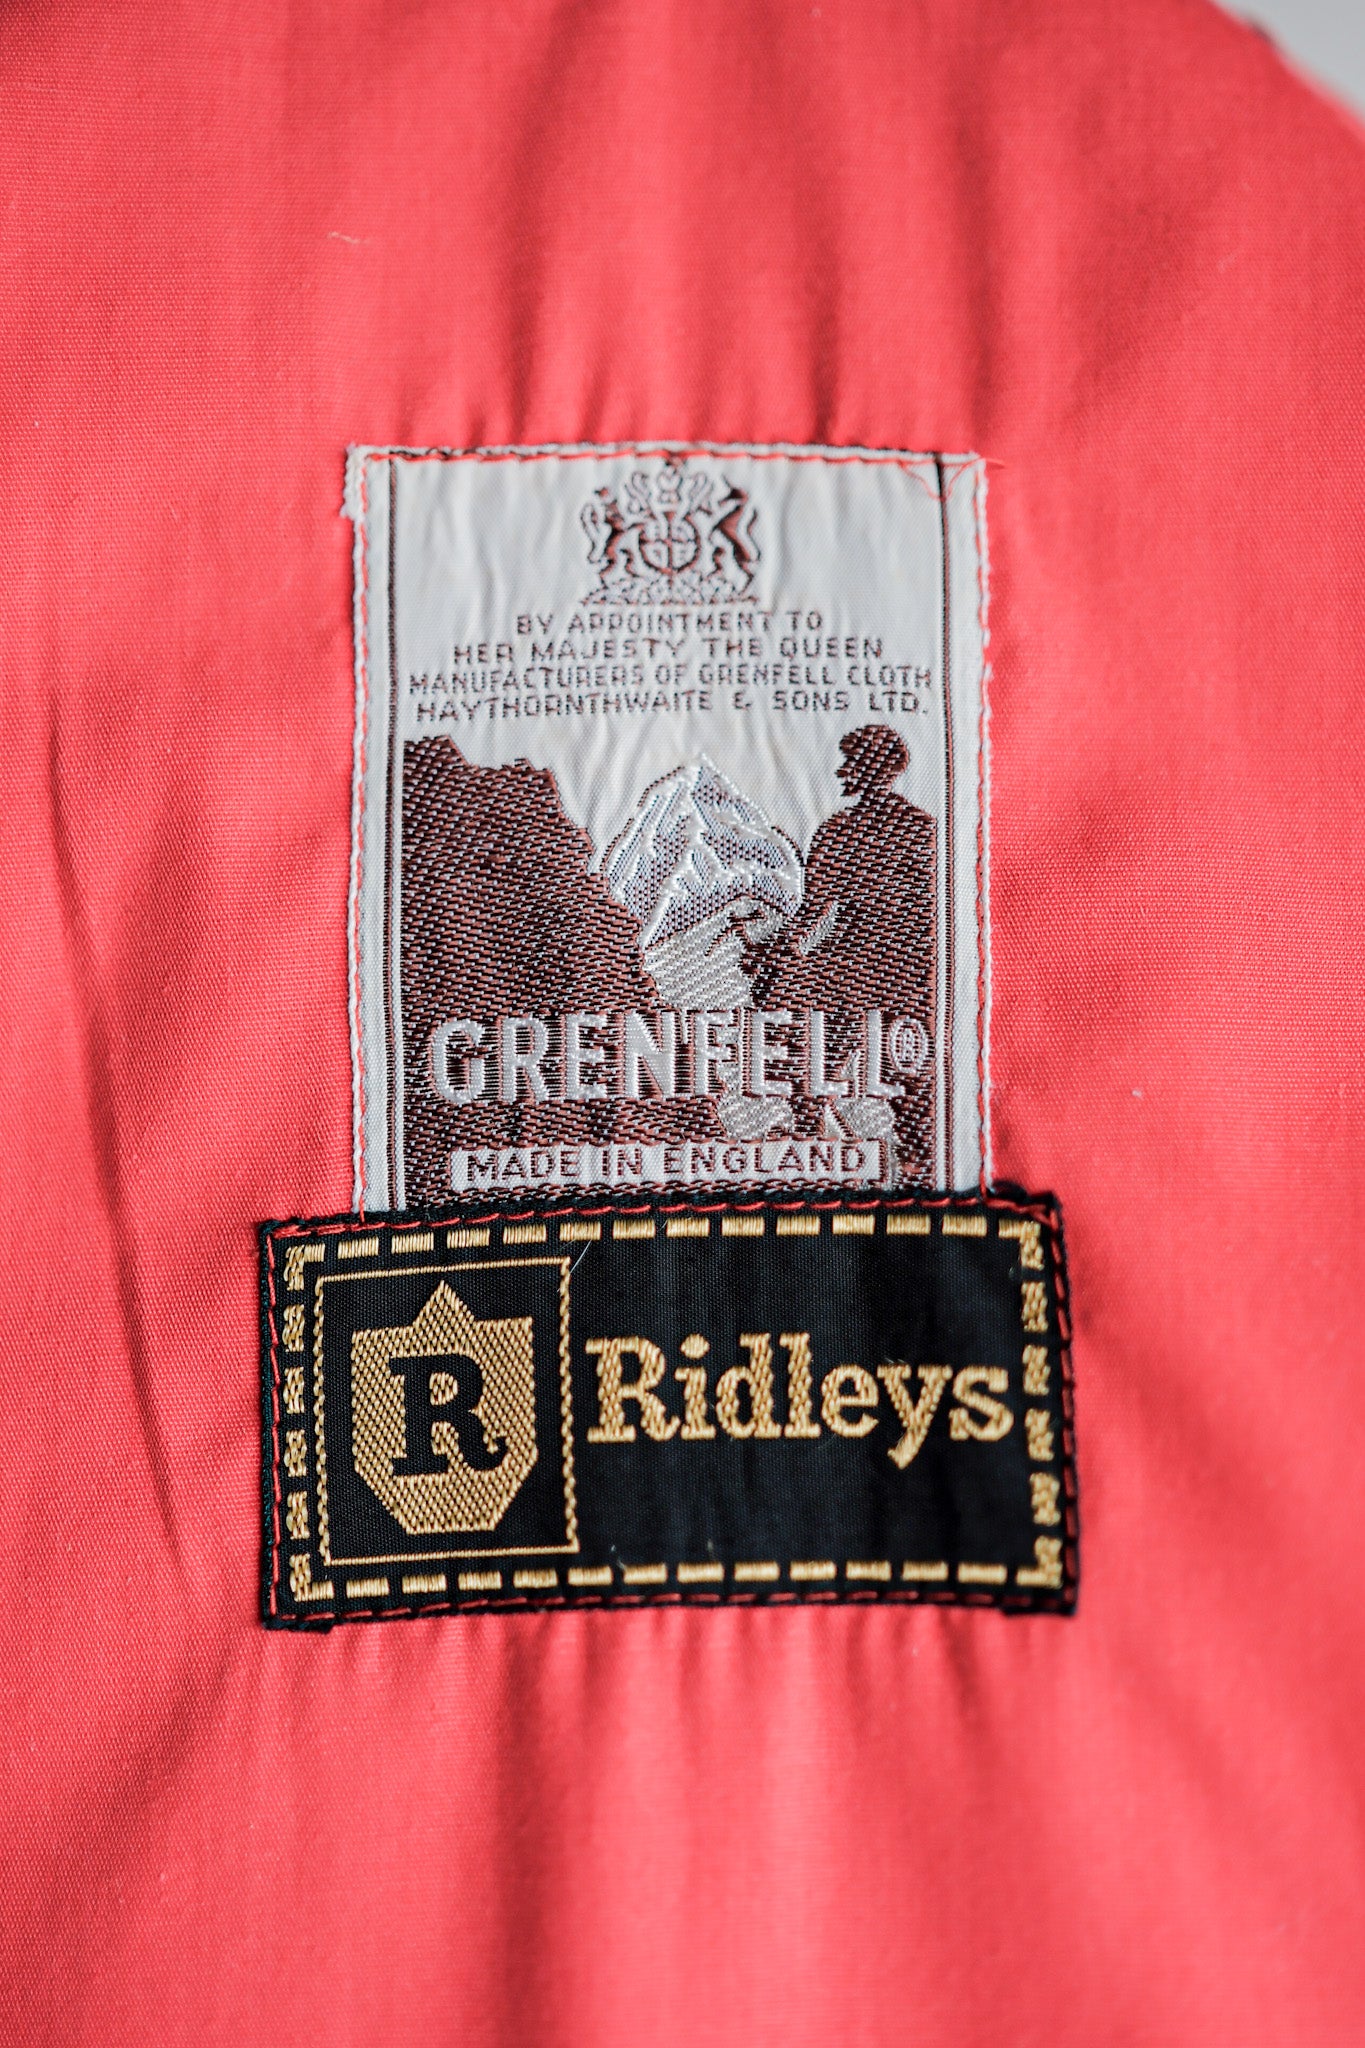 BY APPOINTMENT TO
HER MAJESTY THE QUEEN
MANUFACTURERS OF GRENFELL CLOTH
HAYTHORNTHWAITE & SONS LTD.
GRENFELL®
MADE IN ENGLAND
R
Ridleys